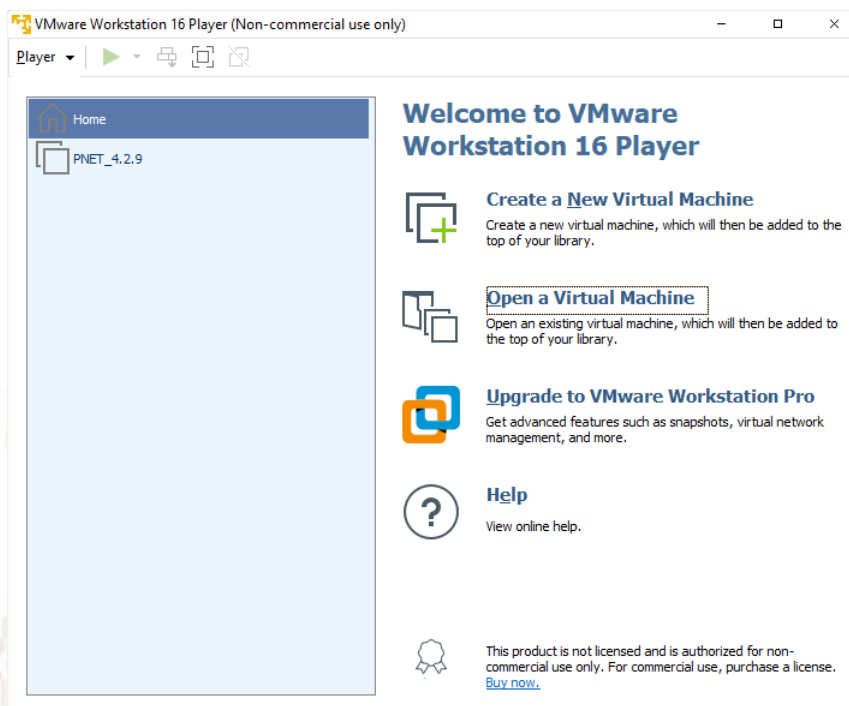 VMware Workstation 16 Player (Non-commercial use only)
Player
Home
PNET_4.2.9
Welcome to VMware
Workstation 16 Player
Create a New Virtual Machine
Create a new virtual machine, which will then be added to the
top of your library.
Open a Virtual Machine
Open an existing virtual machine, which will then be added to
the top of your library.
Upgrade to VMware Workstation Pro
Get advanced features such as snapshots, virtual network
management, and more.
?
Help
View online help.
This product is not licensed and is authorized for non-
commercial use only. For commercial use, purchase a license.
Buy now.